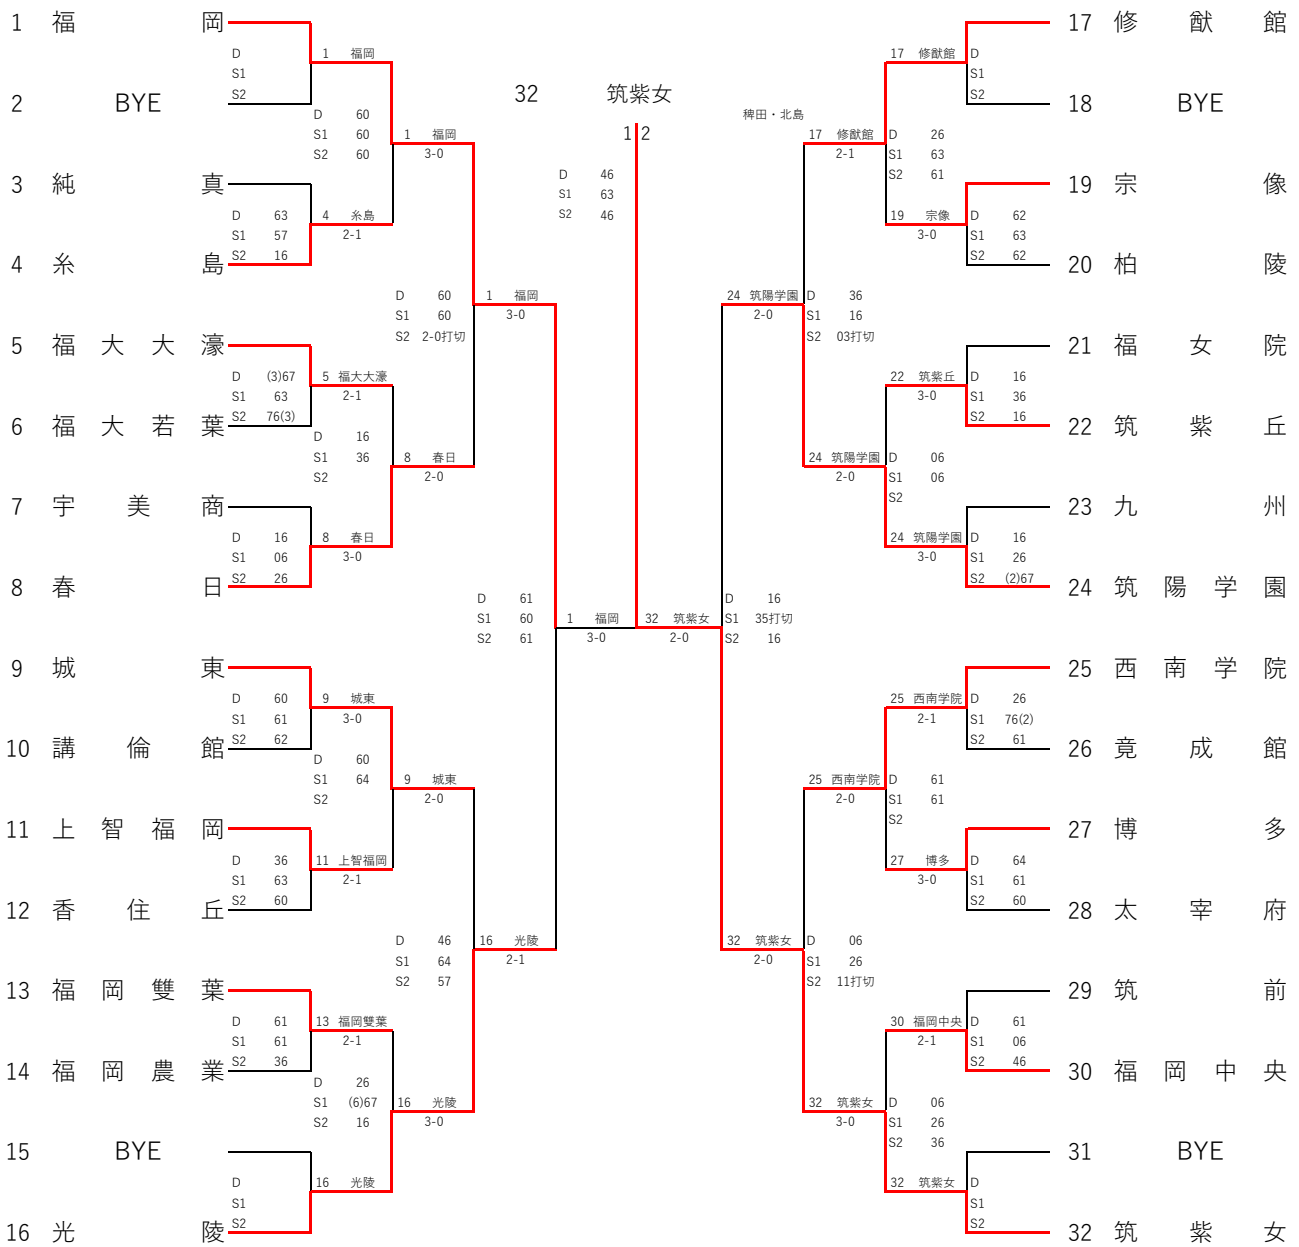 1 福岡
D
S1
S2
2 BYE
1 福岡
D 60
S1 60
S2 60
3 純真
D 63
S1 57
S2 16
4 糸島
4 糸島
2-1
1 福岡
3-0
5 福大大濠
D (3)67
S1 63
S2 76(3)
6 福大若葉
5 福大大濠
2-1
D 16
S1 36
S2
7 宇美商
D 16
S1 06
S2 26
8 春日
8 春日
3-0
8 春日
2-0
D 60
S1 60
S2 2-0打切
1 福岡
3-0
9 城東
D 60
S1 61
S2 62
10 講倫館
9 城東
3-0
D 60
S1 64
S2
11 上智福岡
D 36
S1 63
S2 60
12 香住丘
11 上智福岡
2-1
9 城東
2-0
13 福岡雙葉
D 61
S1 61
S2 36
14 福岡農業
13 福岡雙葉
2-1
D 26
S1 (6)67
S2 16
15 BYE
D
S1
S2
16 光陵
16 光陵
16 光陵
3-0
D 46
S1 64
S2 57
16 光陵
2-1
D 61
S1 60
S2 61
1 福岡
3-0
32 筑紫女
1 2
D 46
S1 63
S2 46
32 筑紫女
2-0
D 16
S1 35打切
S2 16
稗田・北島
17 修猷館
D
S1
S2
18 BYE
17 修猷館
D 26
S1 63
S2 61
19 宗像
D 62
S1 63
S2 62
20 柏陵
19 宗像
3-0
17 修猷館
2-1
21 福女院
D 16
S1 36
S2 16
22 筑紫丘
22 筑紫丘
3-0
D 06
S1 06
S2
23 九州
D 16
S1 26
S2 (2)67
24 筑陽学園
24 筑陽学園
3-0
24 筑陽学園
2-0
D 36
S1 16
S2 03打切
24 筑陽学園
2-0
25 西南学院
D 26
S1 76(2)
S2 61
26 竟成館
25 西南学院
2-1
D 61
S1 61
S2
27 博多
D 64
S1 61
S2 60
28 太宰府
27 博多
3-0
25 西南学院
2-0
29 筑前
D 61
S1 06
S2 46
30 福岡中央
30 福岡中央
2-1
D 06
S1 26
S2 36
31 BYE
D
S1
S2
32 筑紫女
32 筑紫女
32 筑紫女
3-0
D 06
S1 26
S2 11打切
32 筑紫女
2-0